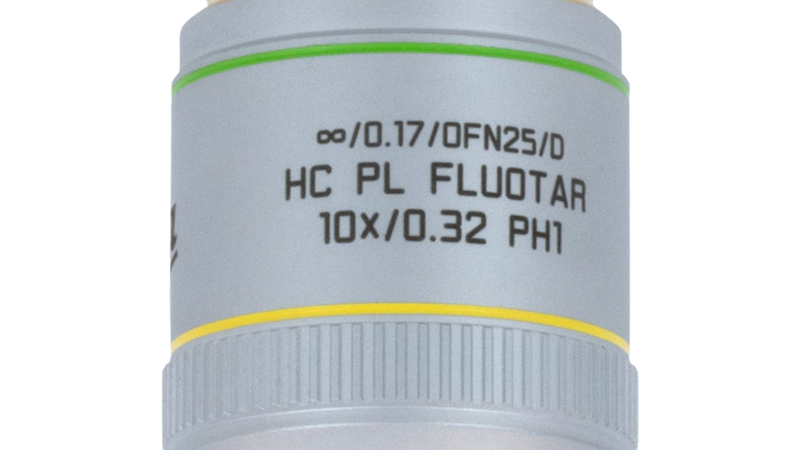 ∞/0.17/OFN25/D
HC PL FLUOTAR
10x/0.32 PH1